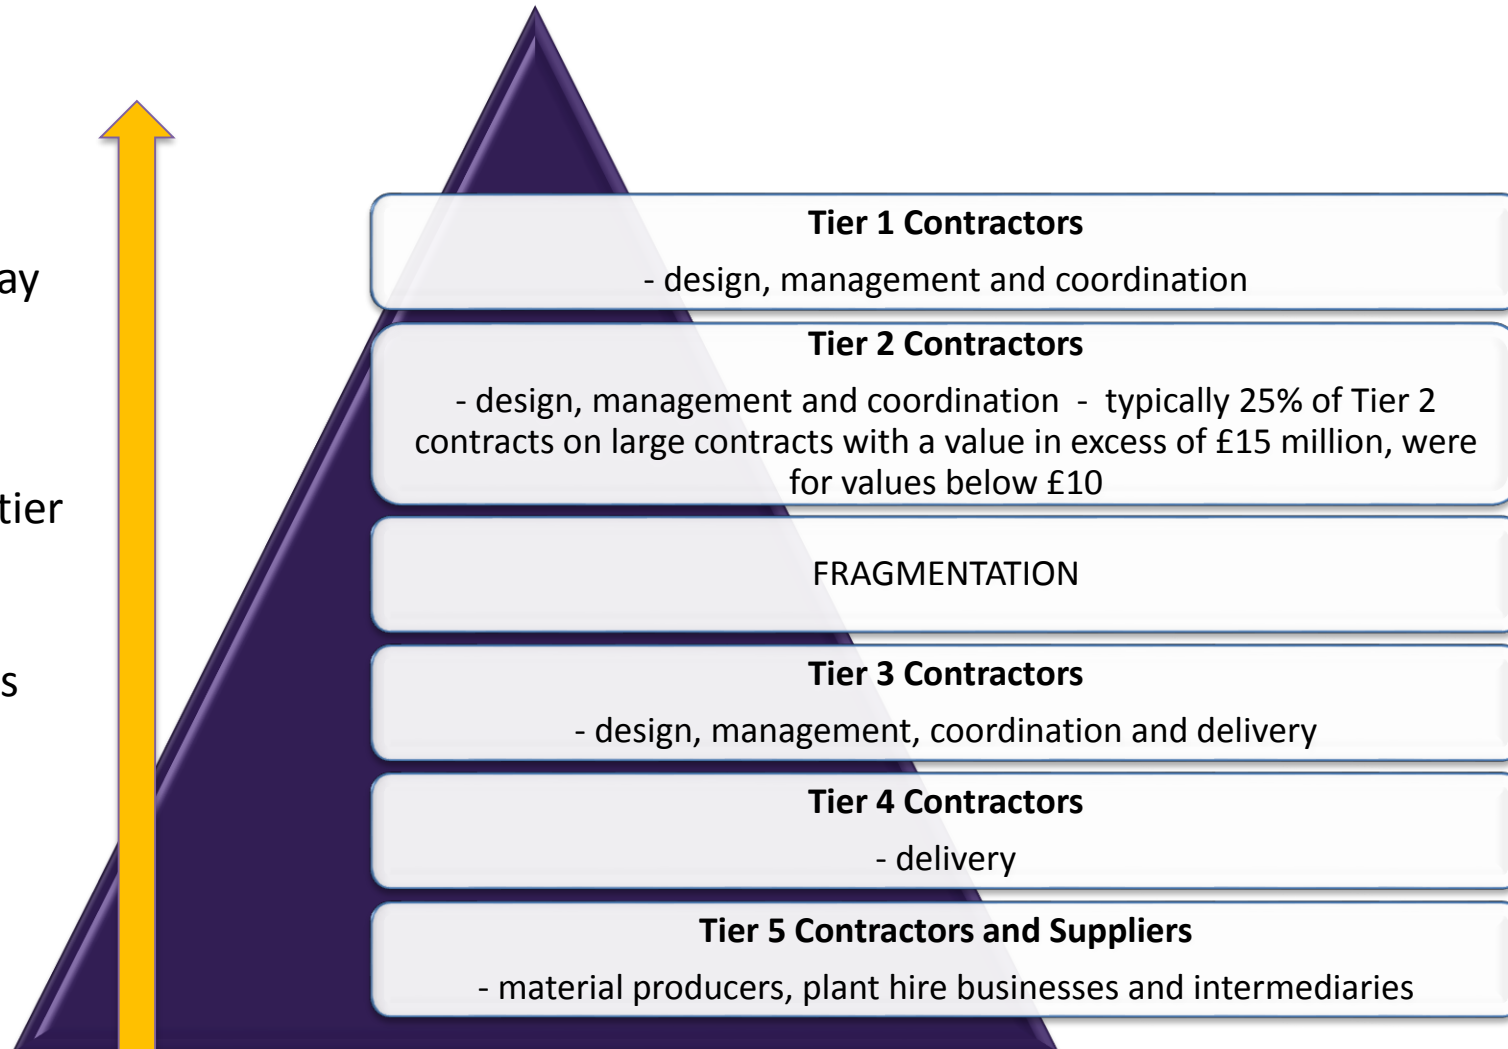 ay
tier
s
Tier 1 Contractors
- design, management and coordination
Tier 2 Contractors
- design, management and coordination - typically 25% of Tier 2
contracts on large contracts with a value in excess of £15 million, were
for values below £10
FRAGMENTATION
Tier 3 Contractors
- design, management, coordination and delivery
Tier 4 Contractors
- delivery
Tier 5 Contractors and Suppliers
- material producers, plant hire businesses and intermediaries